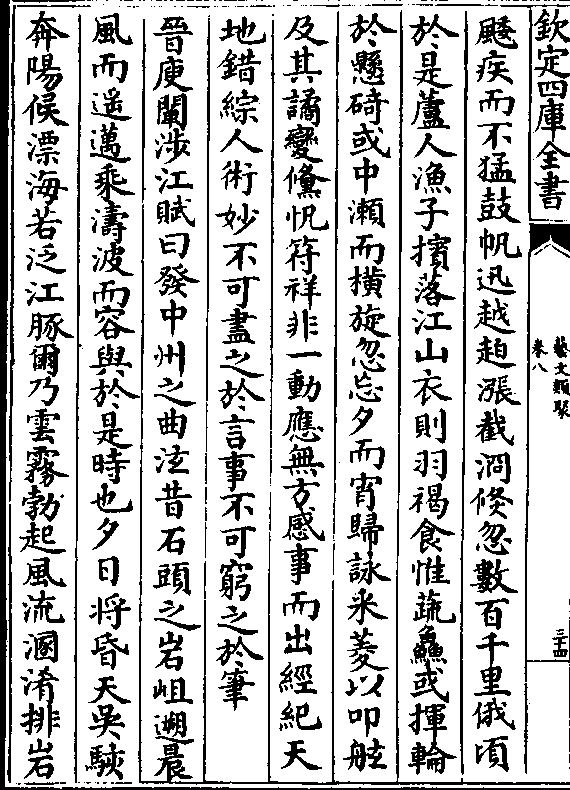 欽定四庫全書
藝文類聚
卷八
三十四
飈疾而不猛鼓帆迅越趠漲截泂倏忽數百千里俄頃
於是蘆人漁子擯落江山衣則羽褐食惟蔬鱻或揮輪
於懸碕或中瀨而橫旋忽忘夕而宵歸詠采菱以叩舷
及其譎變儵怳符祥非一動應無方感事而出經紀天
地錯綜人術妙不可盡之於言事不可窮之於筆
晉庾闡涉江賦曰發中州之曲涖昔石頭之岩岨遡晨
風而遥邁乘濤波而容與於是時也夕日將昏天吳駭
奔陽侯漂海若泛江豚爾乃雲霧勃起風流溷淆排岩